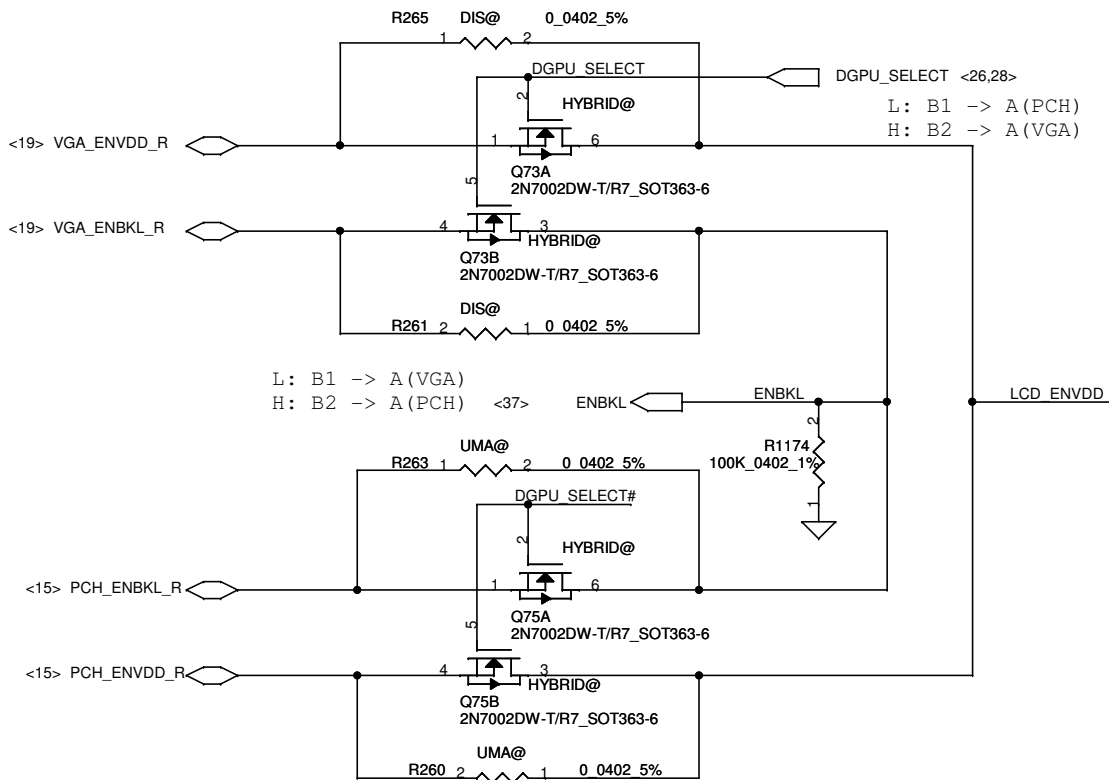 R265 1 DIS@ 2 0_0402_5%
DGPU_SELECT
DGPU_SELECT <26,28>
L: B1 -> A(PCH)
H: B2 -> A(VGA)
2
HYBRID@
<19> VGA_ENVDD_R
1 6
Q73A
2N7002DW-T/R7_SOT363-6
5
<19> VGA_ENBKL_R
4 3
HYBRID@
Q73B
2N7002DW-T/R7_SOT363-6
DIS@
R261 2 1 0_0402_5%
L: B1 -> A(VGA)
H: B2 -> A(PCH) <37> ENBKL
ENBKL
LCD_ENVDD
2
R1174
100K_0402_1%
1
UMA@
R263 1 2 0_0402_5%
DGPU_SELECT#
2
HYBRID@
<15> PCH_ENBKL_R
1 6
Q75A
2N7002DW-T/R7_SOT363-6
5
<15> PCH_ENVDD_R
4 3
HYBRID@
Q75B
2N7002DW-T/R7_SOT363-6
UMA@
R260 2 1 0_0402_5%